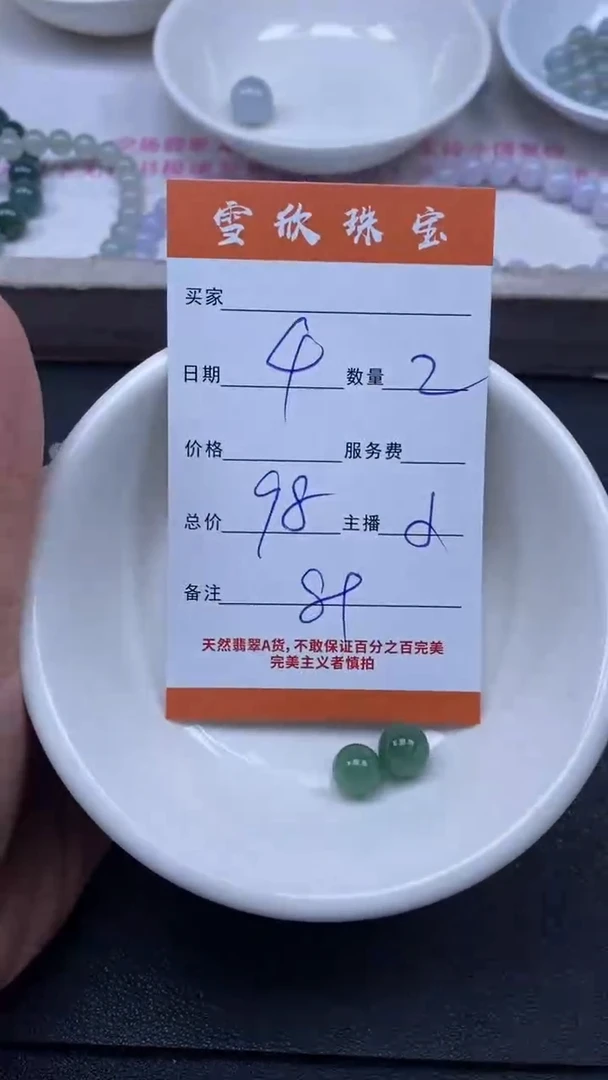 雪欣珠宝
买家
日期 4 数量 2
价格 服务费
总价 98 主播 d
备注
天然翡翠A货，不敢保证百分之百完美
完美主义者慎拍